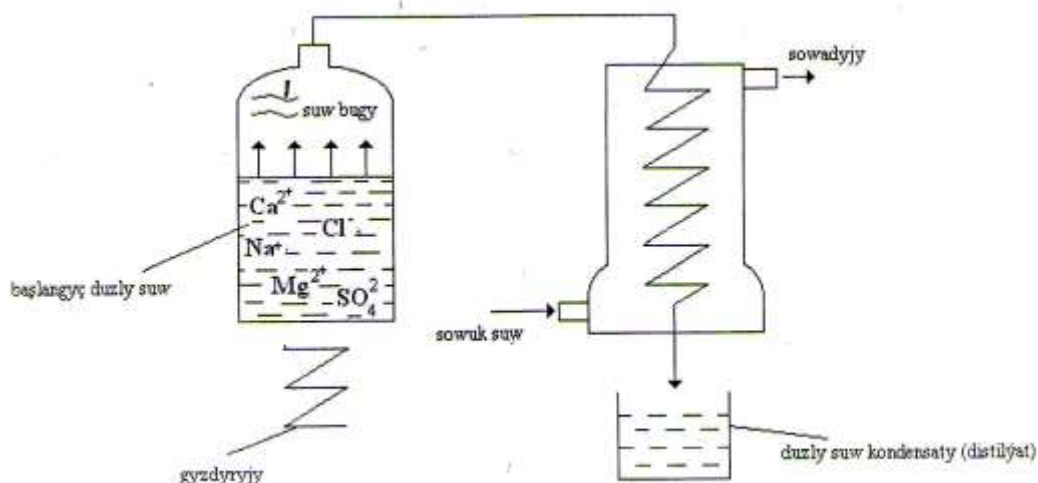 sowadyjy
suw bugy
Ca2+
Cl-
Na+
Mg2+
SO42
başlangyç duzly suw
sowuk suw
gyzdyryjy
duzly suw kondensaty (distilýat)